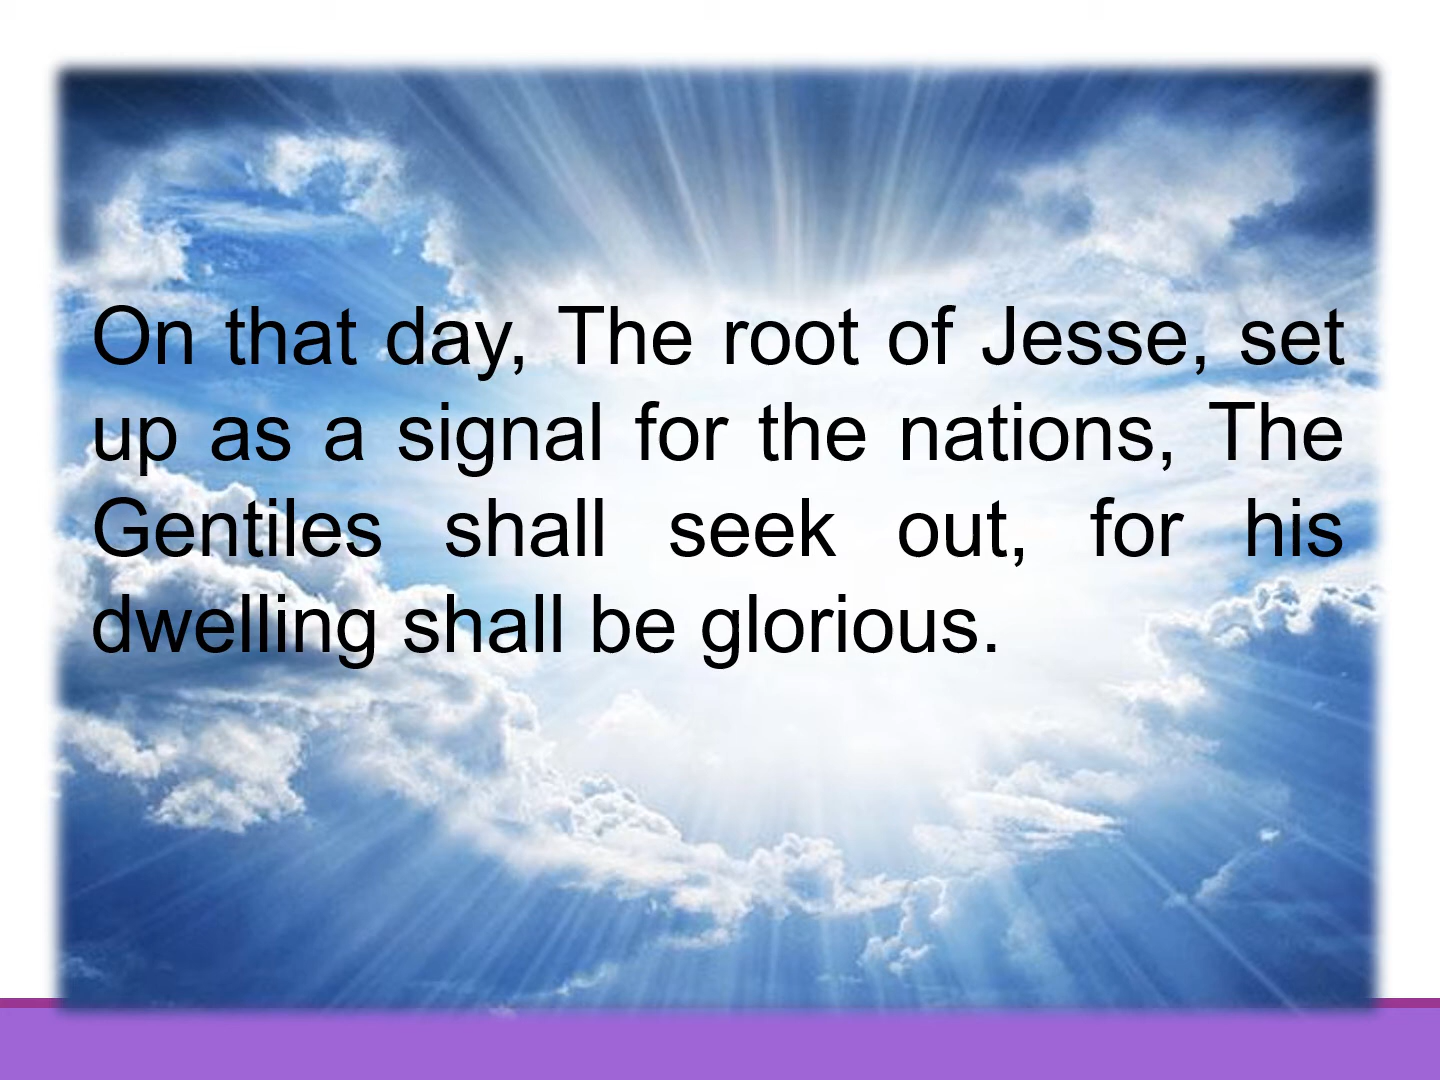 On that day, The root of Jesse, set
up as a signal for the nations, The
Gentiles shall seek out, for his
dwelling shall be glorious.